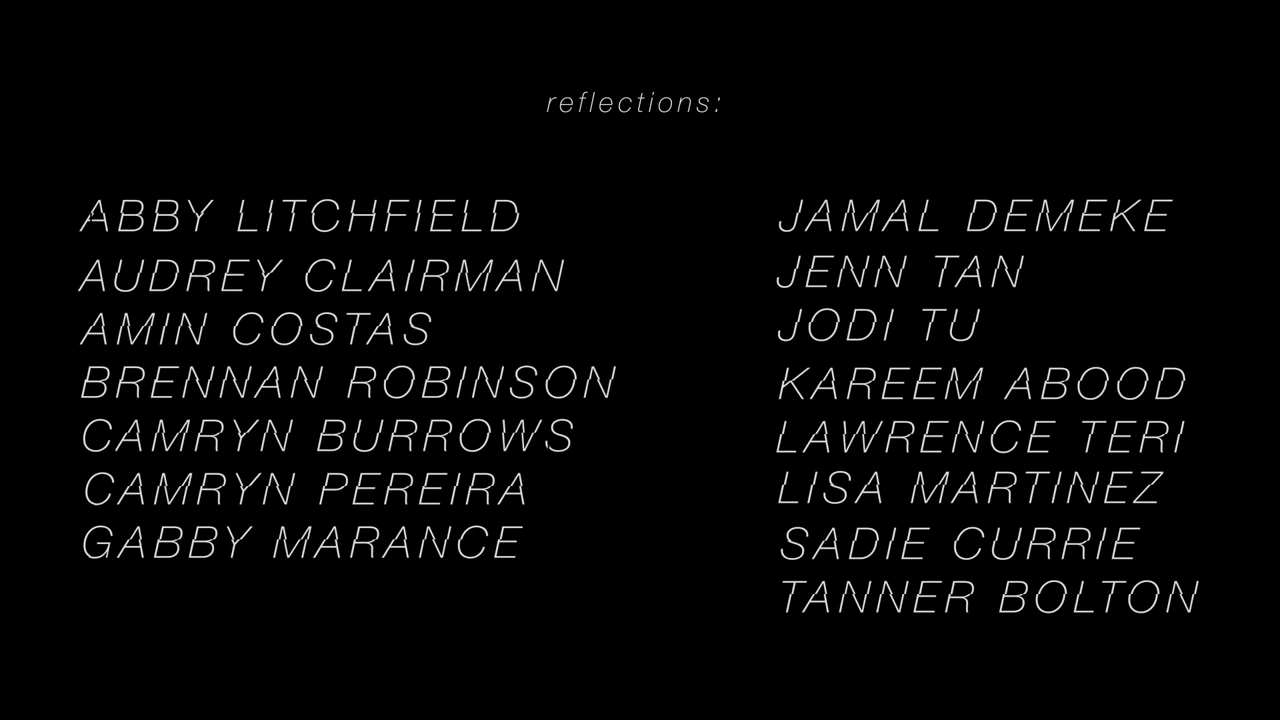 reflections:
ABBY LITCHFIELD
AUDREY CLAIRMAN
AMIN COSTAS
BRENNAN ROBINSON
CAMRYN BURROWS
CAMRYN PEREIRA
GABBY MARANCE
JAMAL DEMEKE
JENN TAN
JODI TU
KAREEM ABOOD
LAWRENCE TERI
LISA MARTINEZ
SADIE CURRIE
TANNER BOLTON